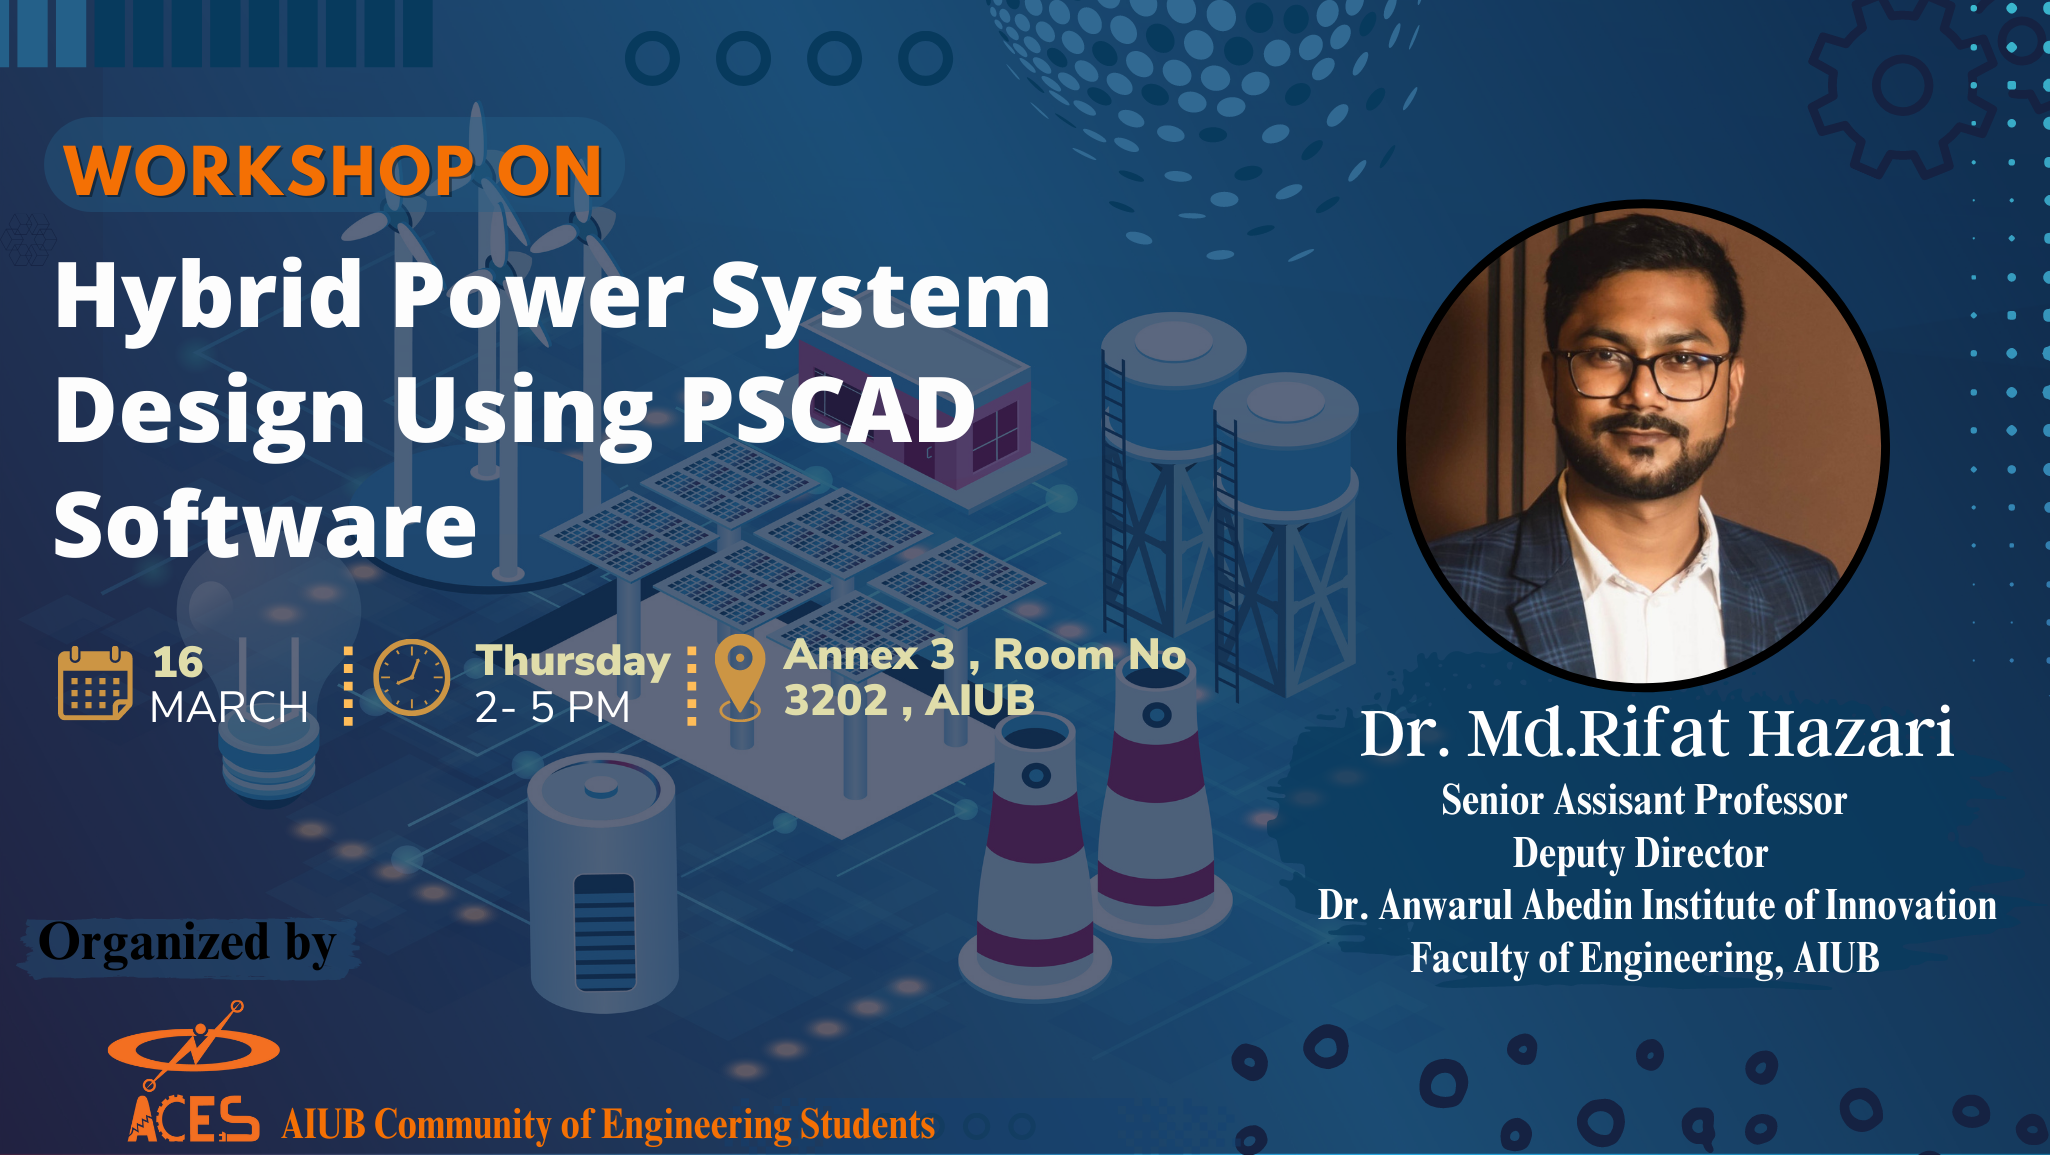 WORKSHOP ON
Hybrid Power System
Design Using PSCAD
Software
16
MARCH
Thursday
2- 5 PM
Annex 3 , Room No
3202 , AIUB
Dr. Md.Rifat Hazari
Senior Assisant Professor
Deputy Director
Dr. Anwarul Abedin Institute of Innovation
Faculty of Engineering, AIUB
Organized by
ACES
AIUB Community of Engineering Students